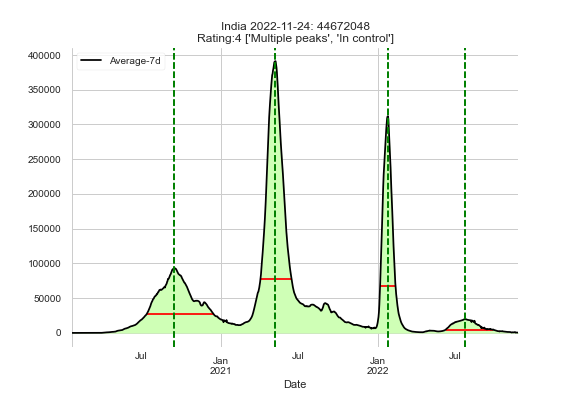 India 2022-11-24: 44672048
Rating:4 ['Multiple peaks', 'In control']
Average-7d
400000
350000
300000
250000
200000
150000
100000
50000
0
Jul
Jan
2021
Jul
Jan
2022
Jul
Date